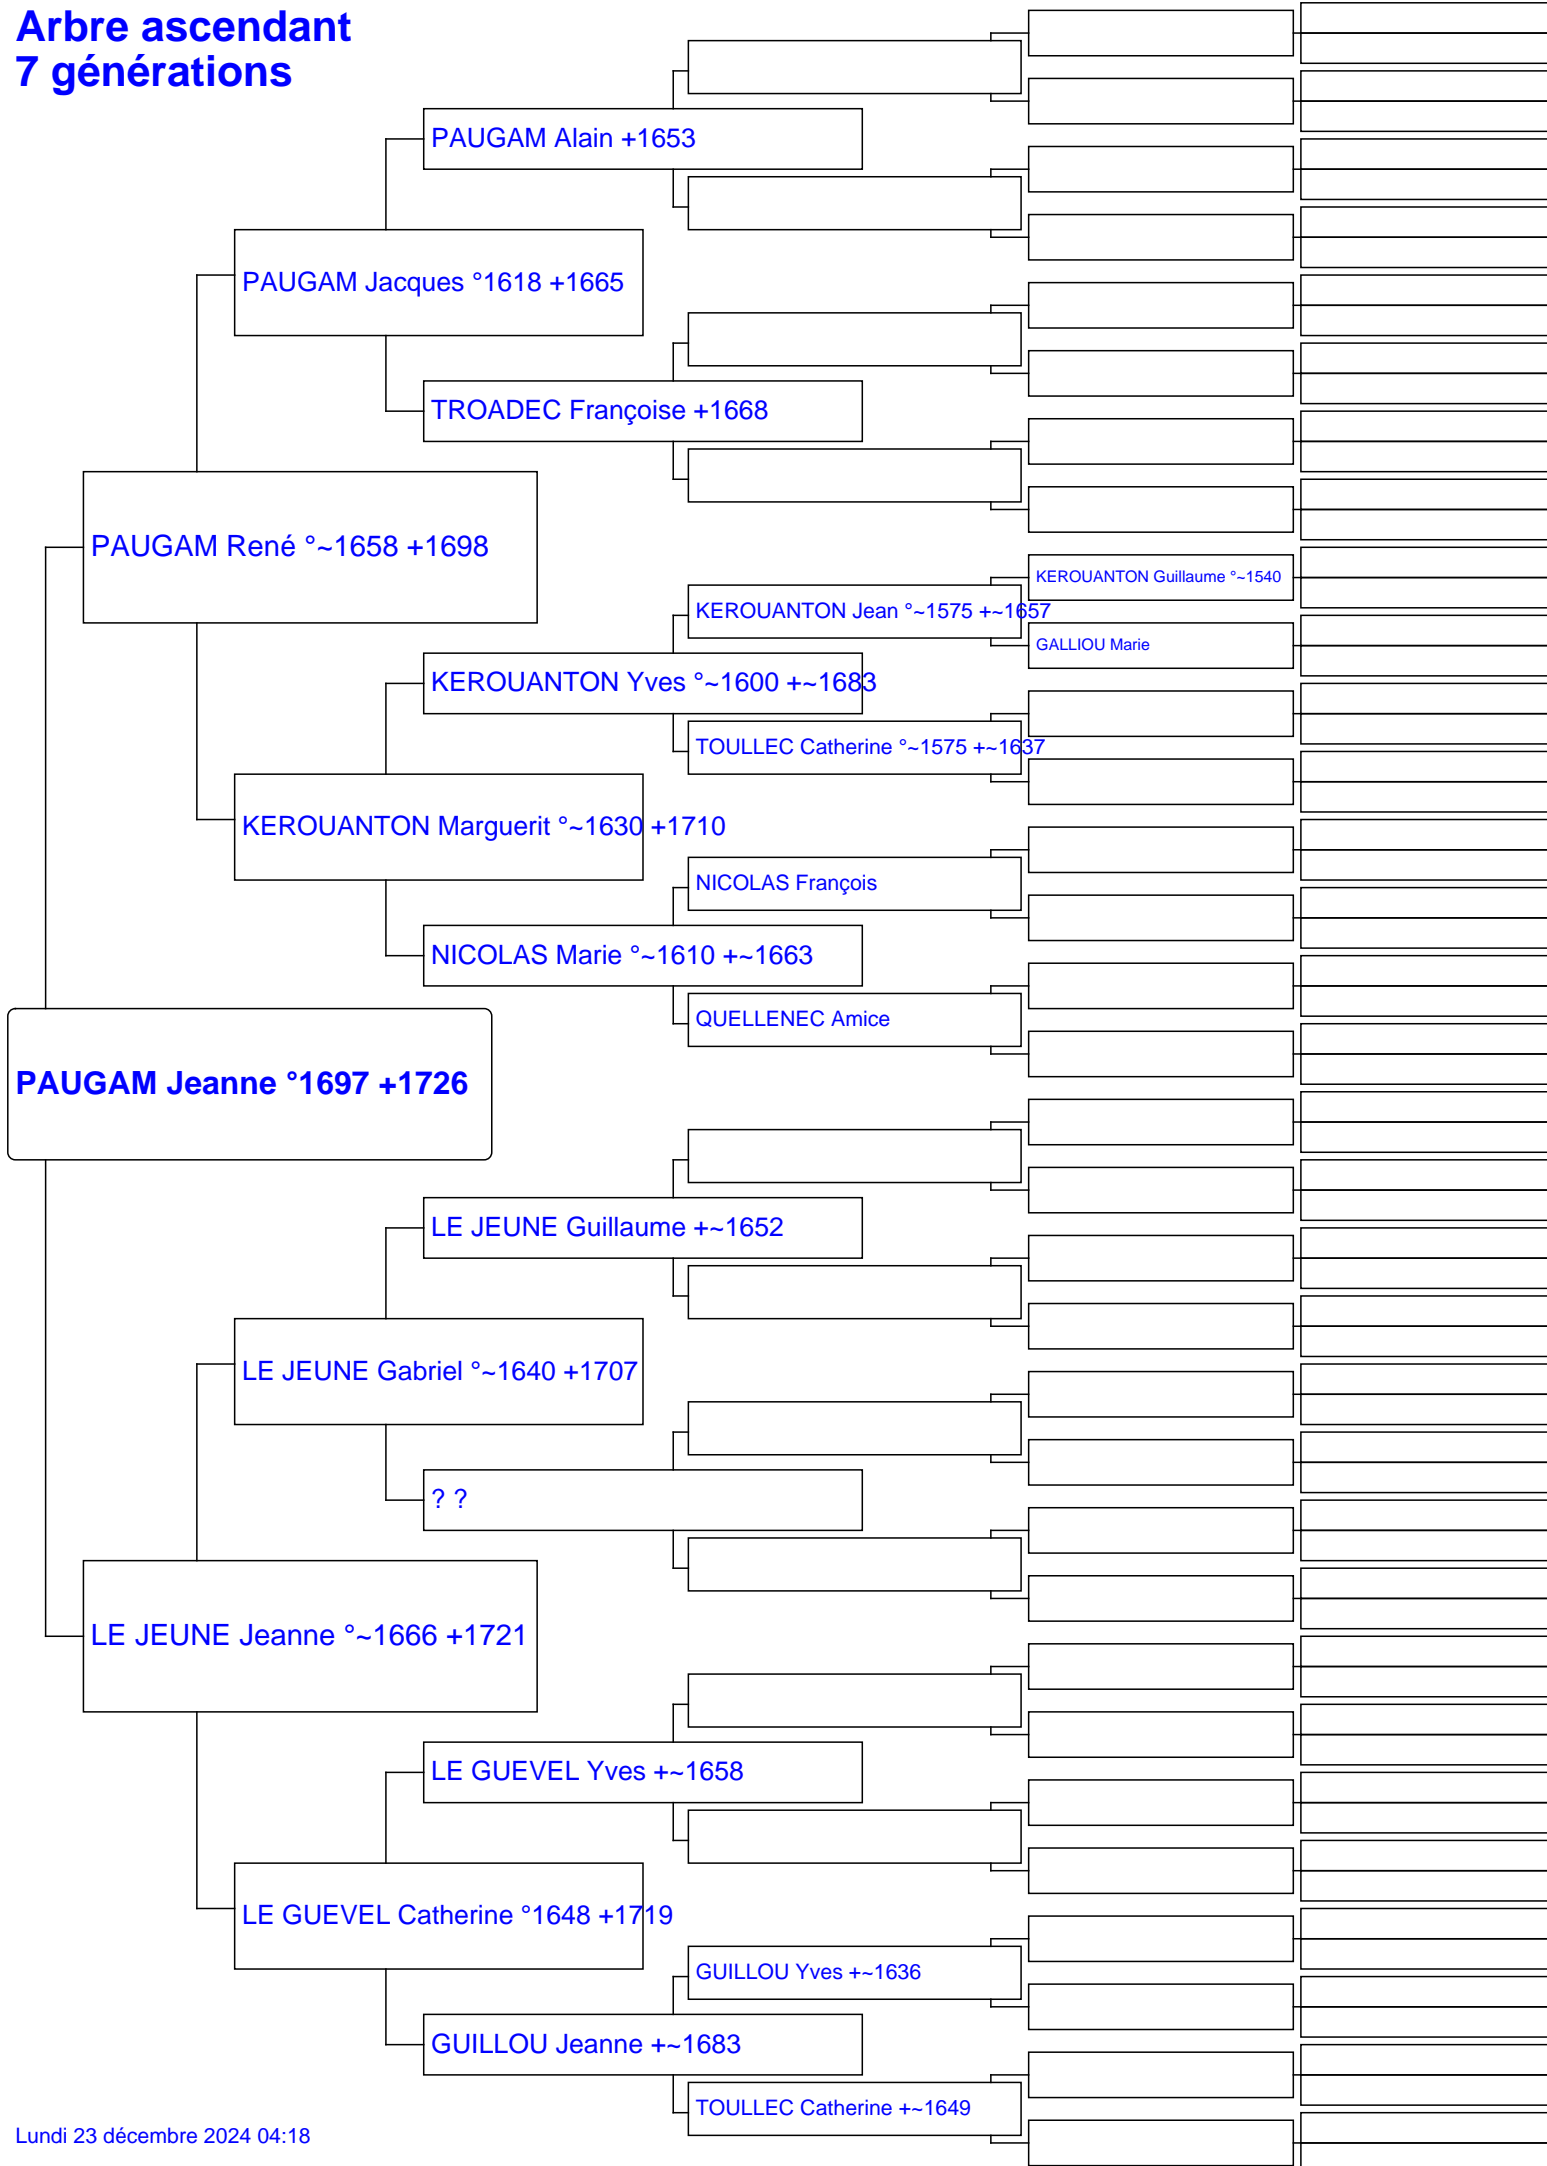 Arbre ascendant
7 générations
PAUGAM Alain +1653
PAUGAM Jacques °1618 +1665
TROADEC Françoise +1668
PAUGAM René °~1658 +1698
KEROUANTON Guillaume °~1540
KEROUANTON Jean °~1575 +~1657
GALLIOU Marie
KEROUANTON Yves °~1600 +~1683
TOULLEC Catherine °~1575 +~1637
KEROUANTON Marguerit °~1630 +1710
NICOLAS François
NICOLAS Marie °~1610 +~1663
QUELLENEC Amice
PAUGAM Jeanne °1697 +1726
LE JEUNE Guillaume +~1652
LE JEUNE Gabriel °~1640 +1707
? ?
LE JEUNE Jeanne °~1666 +1721
LE GUEVEL Yves +~1658
LE GUEVEL Catherine °1648 +1719
GUILLOU Yves +~1636
GUILLOU Jeanne +~1683
TOULLEC Catherine +~1649
Lundi 23 décembre 2024 04:18